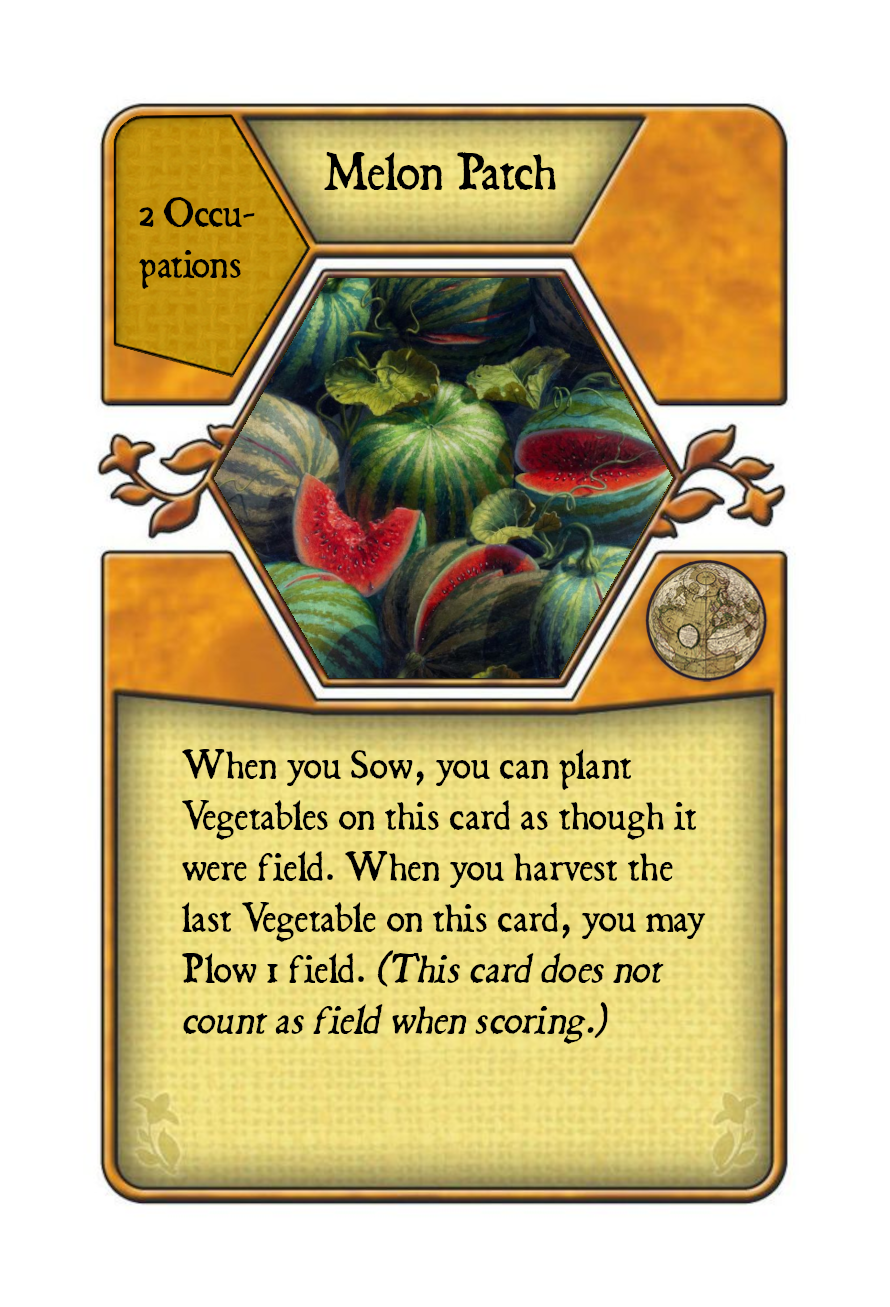 Melon Patch
2 Occu-
pations
When you Sow, you can plant
Vegetables on this card as though it
were field. When you harvest the
last Vegetable on this card, you may
Plow 1 field. (This card does not
count as field when scoring.)